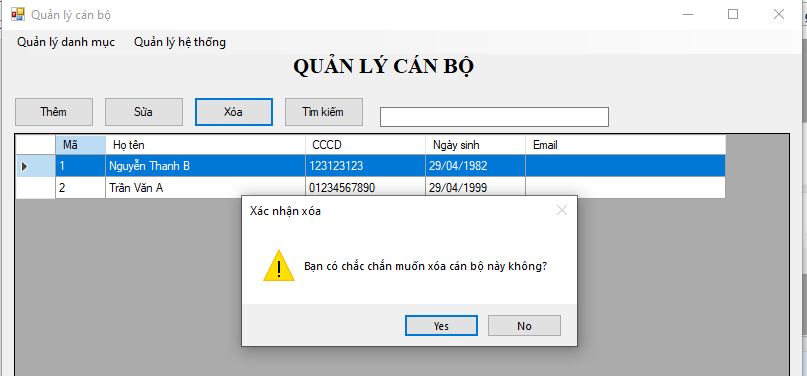 Quản lý cán bộ
Quản lý danh mục Quản lý hệ thống
QUẢN LÝ CÁN BỘ
Thêm Sửa Xóa Tìm kiếm
Mã Họ tên CCCD Ngày sinh Email
1 Nguyễn Thanh B 123123123 29/04/1982
2 Trần Văn A 01234567890 29/04/1999
Xác nhận xóa
Bạn có chắc chắn muốn xóa cán bộ này không?
Yes No